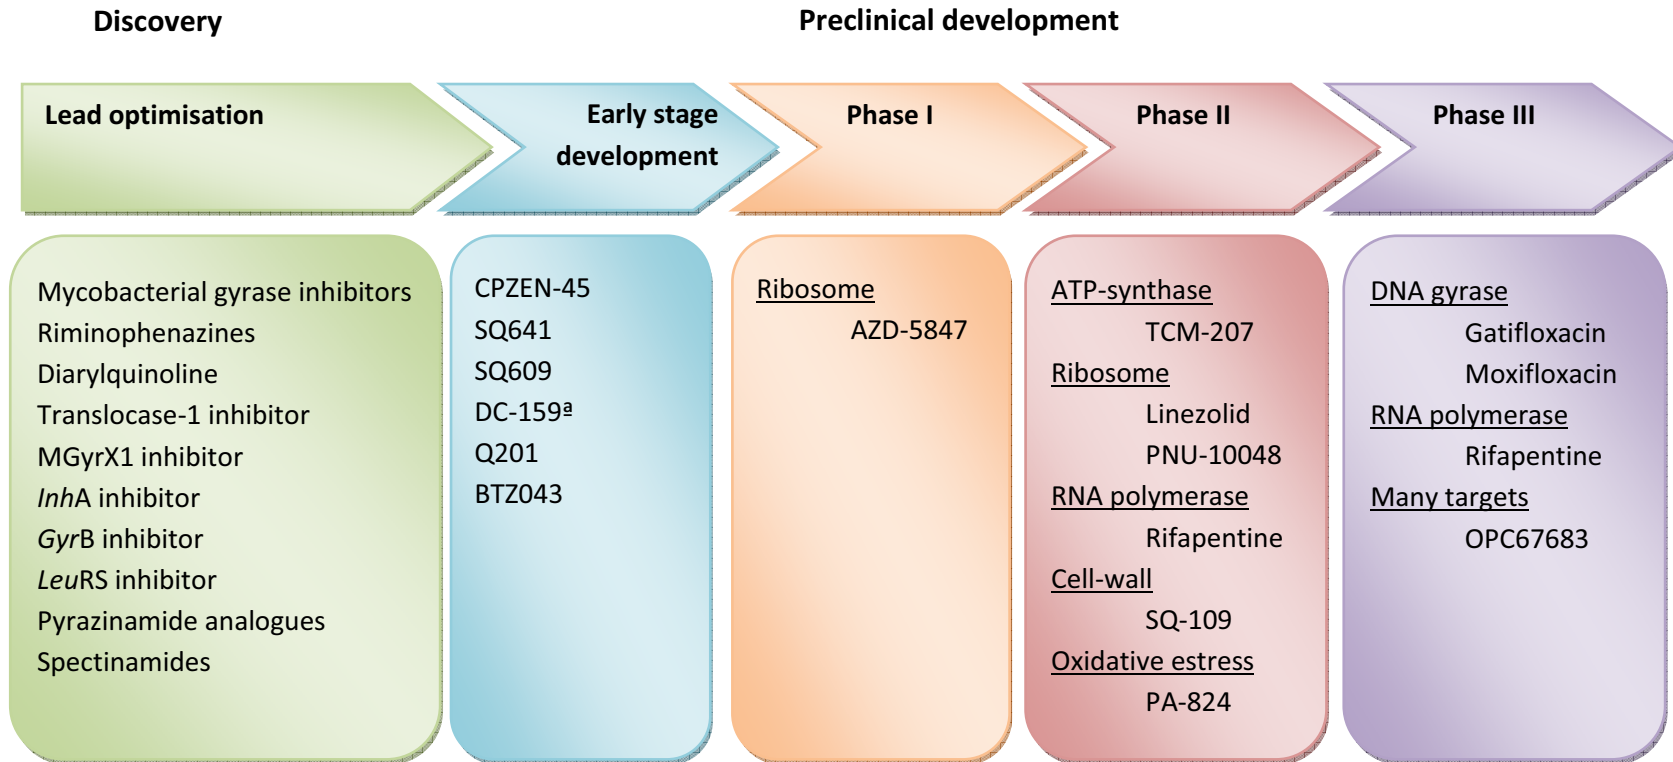 Discovery
Preclinical development
Lead optimisation
Early stage
development
Phase I
Phase II
Phase III
Mycobacterial gyrase inhibitors
Riminophenazines
Diarylquinoline
Translocase-1 inhibitor
MGyrX1 inhibitor
InhA inhibitor
GyrB inhibitor
LeuRS inhibitor
Pyrazinamide analogues
Spectinamides
CPZEN-45
SQ641
SQ609
DC-159ª
Q201
BTZ043
Ribosome
AZD-5847
ATP-synthase
TCM-207
Ribosome
Linezolid
PNU-10048
RNA polymerase
Rifapentine
Cell-wall
SQ-109
Oxidative estress
PA-824
DNA gyrase
Gatifloxacin
Moxifloxacin
RNA polymerase
Rifapentine
Many targets
OPC67683